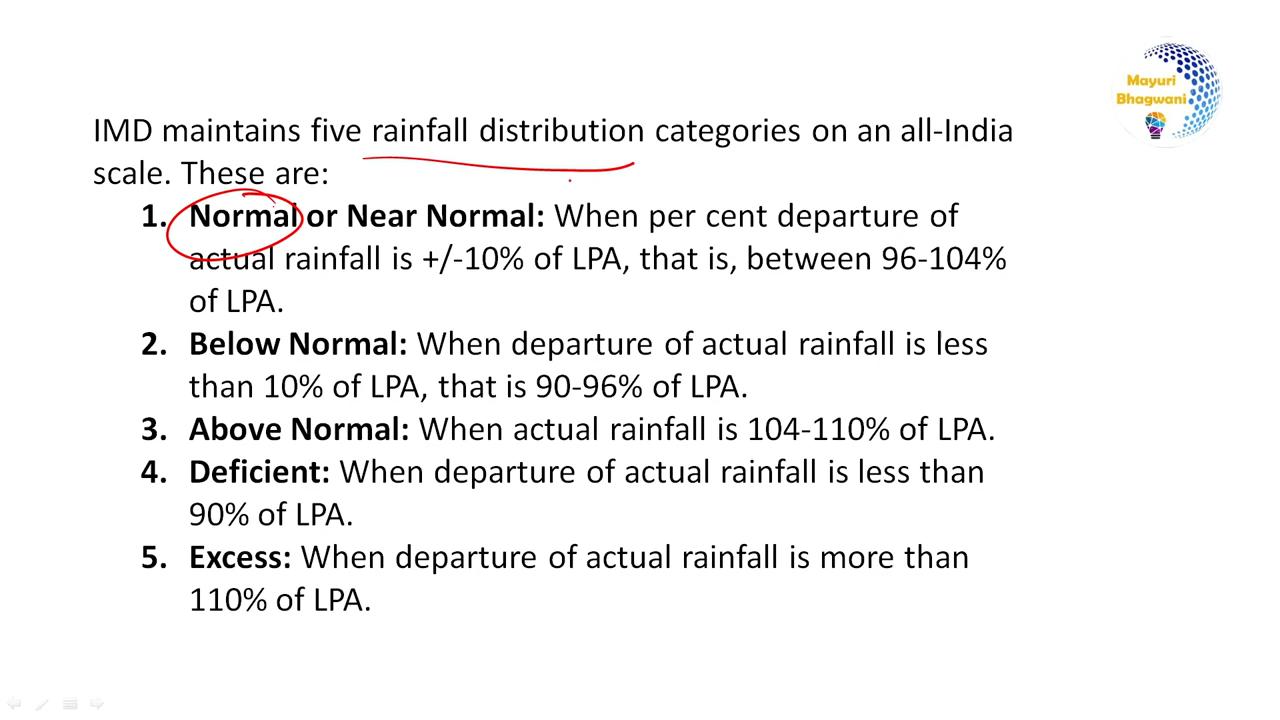 Mayuri
Bhagwani
IMD maintains five rainfall distribution categories on an all-India
scale. These are:
1. Normal or Near Normal: When per cent departure of
actual rainfall is +/-10% of LPA, that is, between 96-104%
of LPA.
2. Below Normal: When departure of actual rainfall is less
than 10% of LPA, that is 90-96% of LPA.
3. Above Normal: When actual rainfall is 104-110% of LPA.
4. Deficient: When departure of actual rainfall is less than
90% of LPA.
5. Excess: When departure of actual rainfall is more than
110% of LPA.